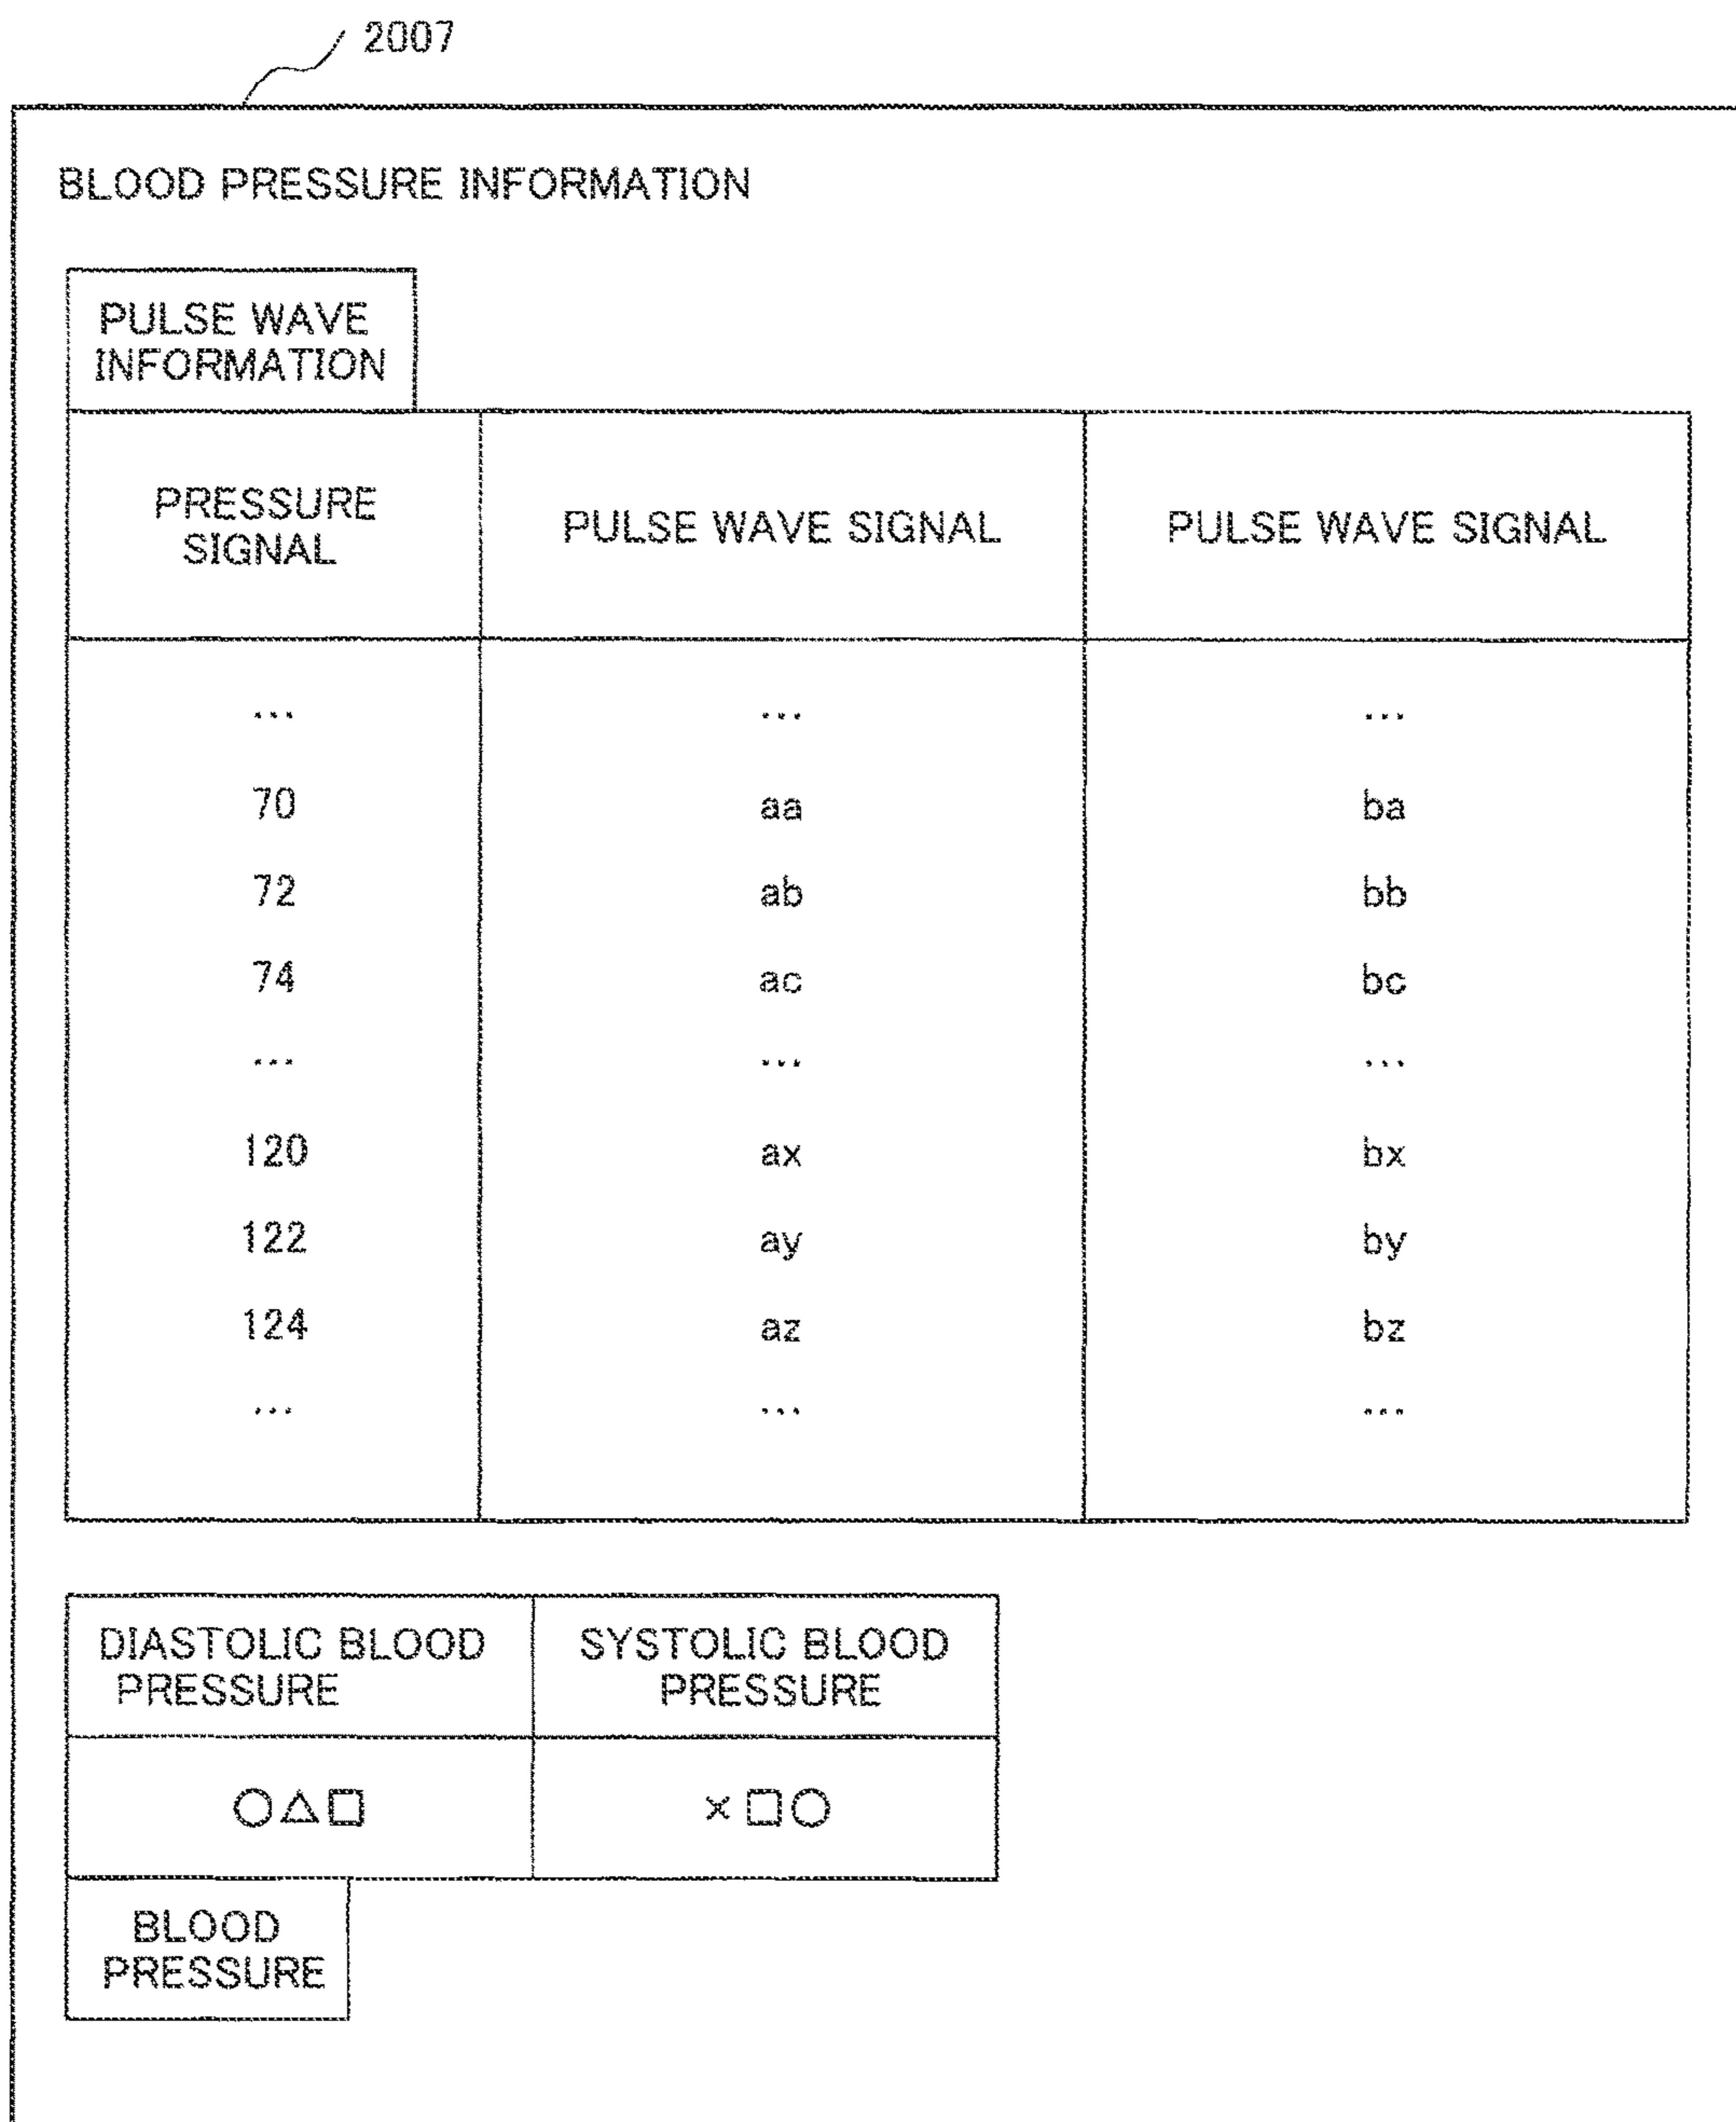 2007
BLOOD PRESSURE INFORMATION
PULSE WAVE
INFORMATION
PRESSURE
SIGNAL
PULSE WAVE SIGNAL
PULSE WAVE SIGNAL
... ... ...
70 aa ba
72 ab bb
74 ac bc
... ... ...
120 ax bx
122 ay by
124 az bz
... ... ...
DIASTOLIC BLOOD
PRESSURE
SYSTOLIC BLOOD
PRESSURE
○△□ ×□○
BLOOD
PRESSURE